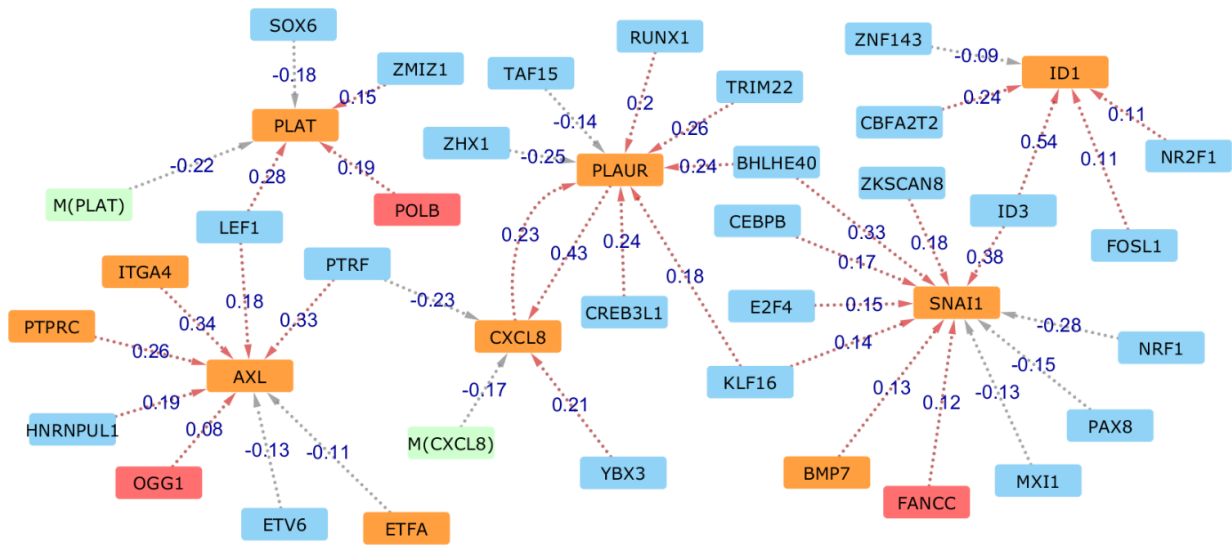 SOX6
RUNX1
ZNF143
-0.09
ZMIZ1
TAF15
ID1
-0.18
0.15
0.2
TRIM22
0.24
CBFA2T2
0.11
PLAT
-0.14
0.26
0.54
ZHX1
-0.25
PLAUR
0.24
BHLHE40
NR2F1
-0.22
0.19
0.11
0.28
ZKSCAN8
M(PLAT)
POLB
CEBPB
ID3
LEF1
0.23
0.43
0.24
0.33
0.18
FOSL1
ITGA4
PTRF
0.17
0.38
0.18
0.18
-0.23
CREB3L1
E2F4
0.15
SNAI1
PTPRC
0.34
0.33
-0.28
CXCL8
0.14
NRF1
0.26
AXL
KLF16
-0.15
-0.17
0.13
-0.13
0.19
0.21
0.12
HNRNPUL1
0.08
M(CXCL8)
PAX8
-0.13
-0.11
OGG1
YBX3
BMP7
MXI1
FANCC
ETV6
ETFA